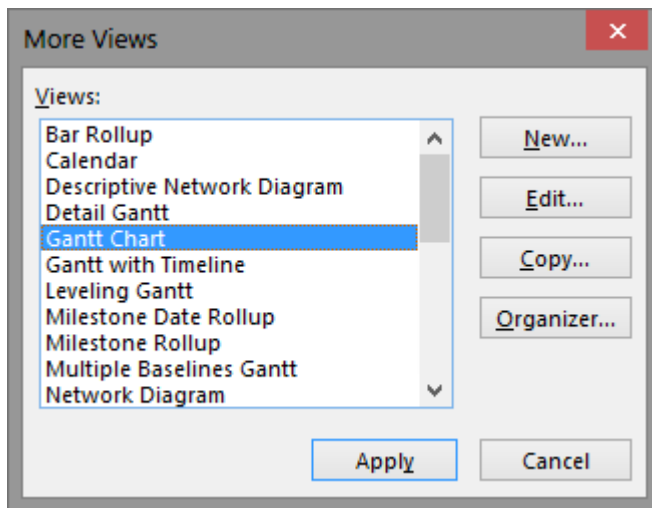 More Views
Views:
Bar Rollup
Calendar
Descriptive Network Diagram
Detail Gantt
Gantt Chart
Gantt with Timeline
Leveling Gantt
Milestone Date Rollup
Milestone Rollup
Multiple Baselines Gantt
Network Diagram
New...
Edit...
Copy...
Organizer...
Apply
Cancel